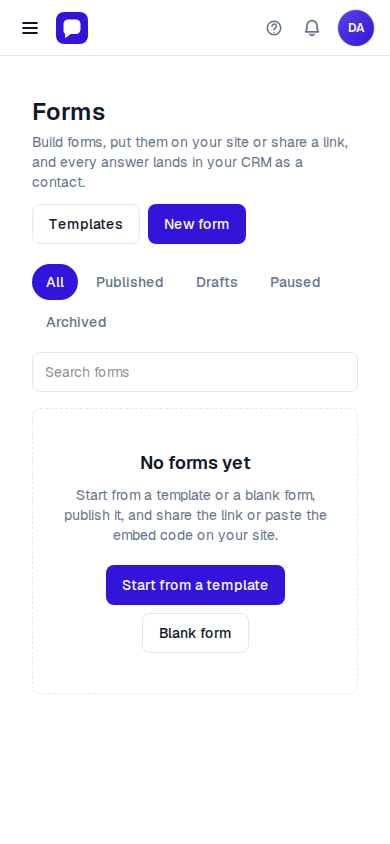 DA
Forms
Build forms, put them on your site or share a link,
and every answer lands in your CRM as a
contact.
Templates
New form
All
Published
Drafts
Paused
Archived
Search forms
No forms yet
Start from a template or a blank form,
publish it, and share the link or paste the
embed code on your site.
Start from a template
Blank form